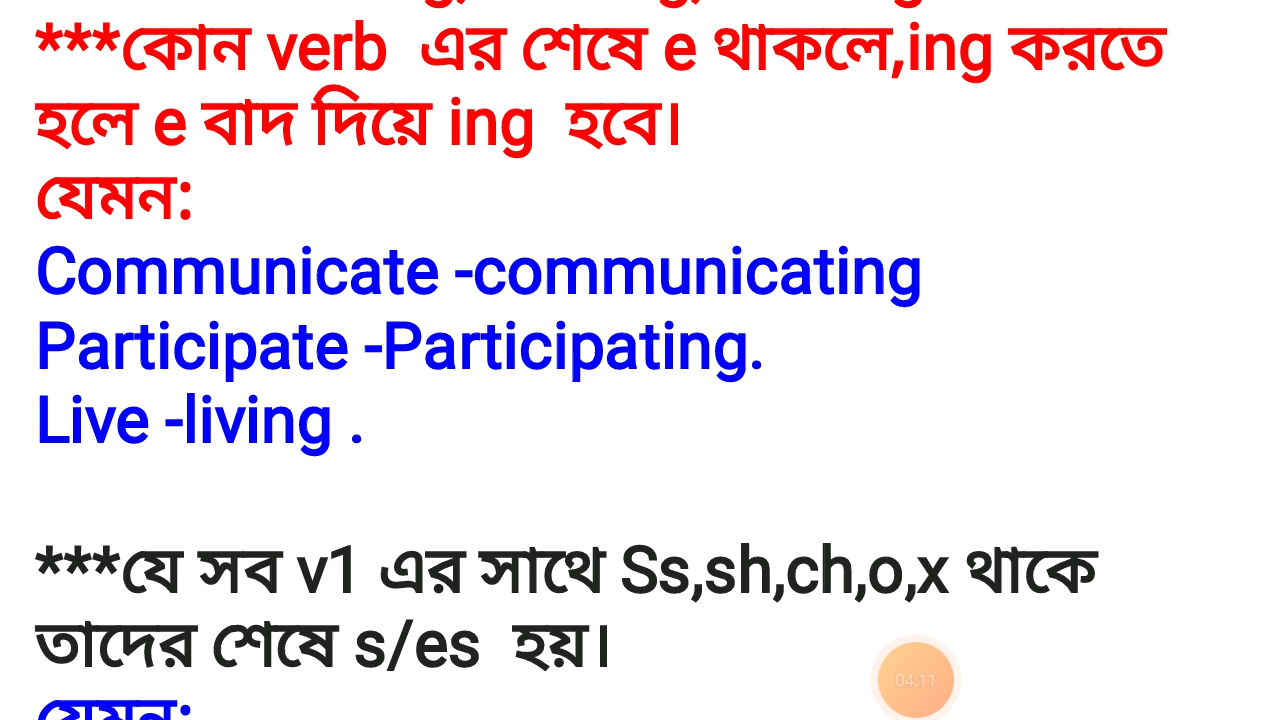 ***কোন verb  এর শেষে e থাকলে,ing করতে
হলে e বাদ দিয়ে ing  হবে।
যেমন:
Communicate -communicating
Participate -Participating.
Live -living .
***যে সব v1 এর সাথে Ss,sh,ch,o,x থাকে
তাদের শেষে s/es  হয়।
যেমন:
04:11